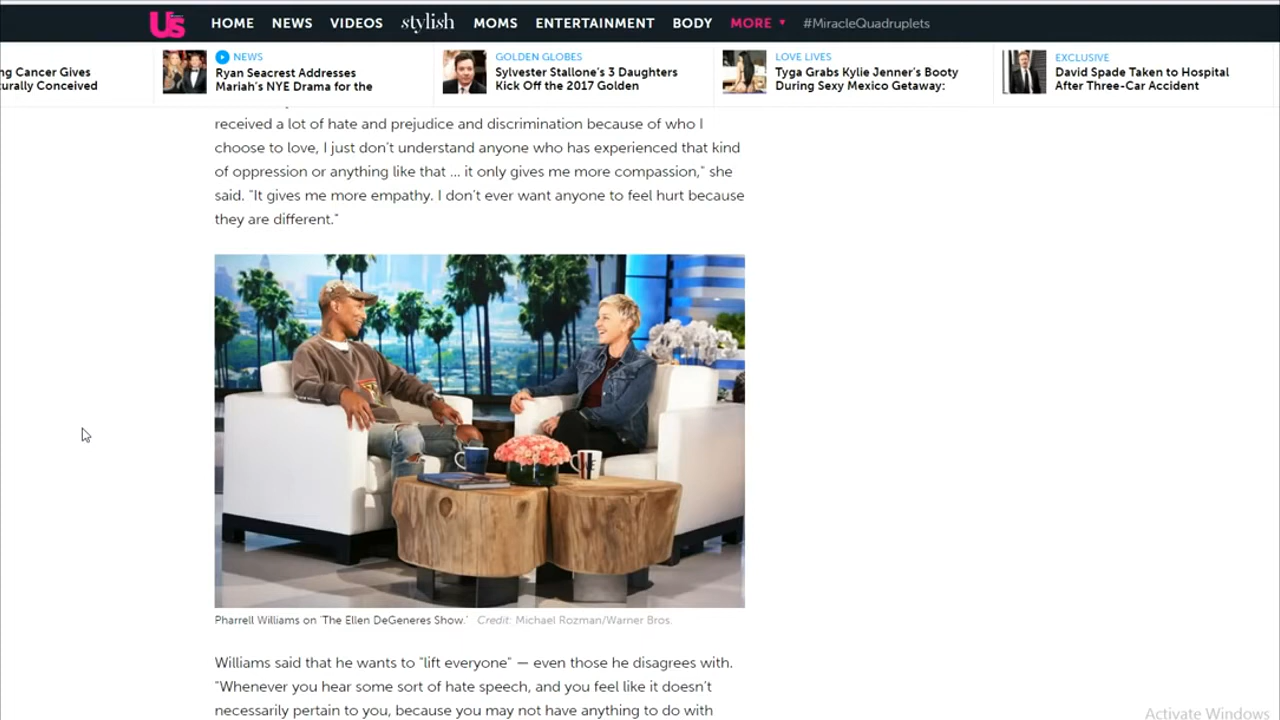 Us HOME NEWS VIDEOS stylish MOMS ENTERTAINMENT BODY MORE #MiracleQuadruplets
ng Cancer Gives
urally Conceived
NEWS
Ryan Seacrest Addresses
Mariah's NYE Drama for the
GOLDEN GLOBES
Sylvester Stallone's 3 Daughters
Kick Off the 2017 Golden
LOVE LIVES
Tyga Grabs Kylie Jenner's Booty
During Sexy Mexico Getaway:
EXCLUSIVE
David Spade Taken to Hospital
After Three-Car Accident
received a lot of hate and prejudice and discrimination because of who I
choose to love, I just don't understand anyone who has experienced that kind
of oppression or anything like that ... it only gives me more compassion," she
said. "It gives me more empathy. I don't ever want anyone to feel hurt because
they are different."
Pharrell Williams on 'The Ellen DeGeneres Show.' Credit: Michael Rozman/Warner Bros.
Williams said that he wants to "lift everyone" — even those he disagrees with.
"Whenever you hear some sort of hate speech, and you feel like it doesn't
necessarily pertain to you, because you may not have anything to do with
Activate Windows